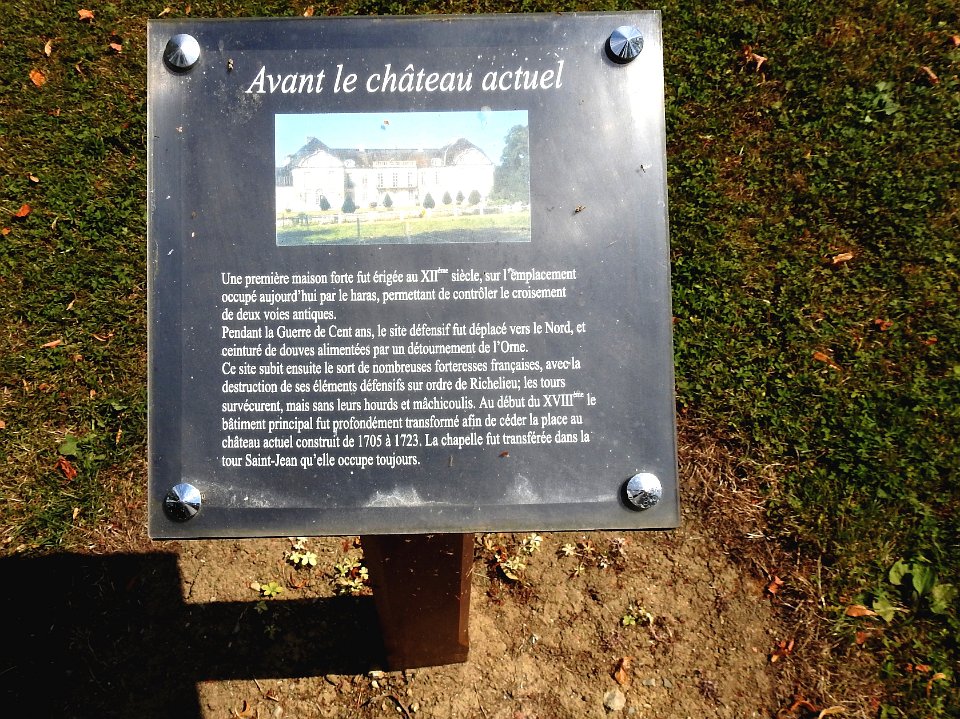 Avant le château actuel
Une première maison forte fut érigée au XIIème siècle, sur l'emplacement
occupé aujourd'hui par le haras, permettant de contrôler le croisement
de deux voies antiques.
Pendant la Guerre de Cent ans, le site défensif fut déplacé vers le Nord, et
ceinturé de douves alimentées par un détournement de l'Orne.
Ce site subit ensuite le sort de nombreuses forteresses françaises, avec la
destruction de ses éléments défensifs sur ordre de Richelieu; les tours
survécurent, mais sans leurs hourds et mâchicoulis. Au début du XVIIIème le
bâtiment principal fut profondément transformé afin de céder la place au
château actuel construit de 1705 à 1723. La chapelle fut transférée dans la
tour Saint-Jean qu'elle occupe toujours.